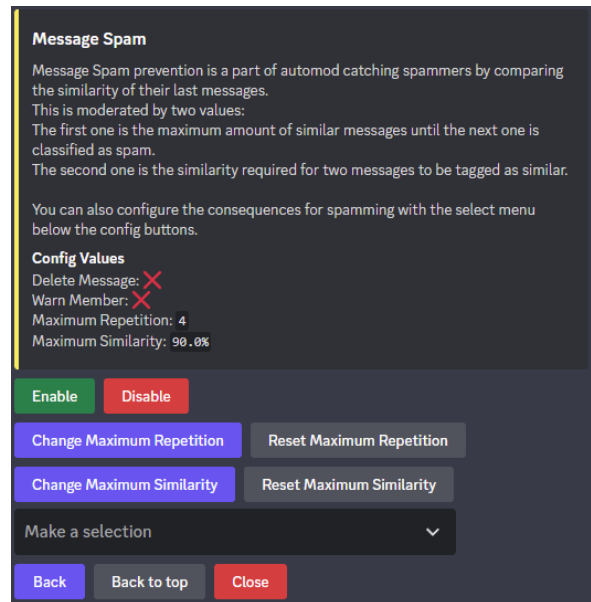 Message Spam
Message Spam prevention is a part of automod catching spammers by comparing
the similarity of their last messages.
This is moderated by two values:
The first one is the maximum amount of similar messages until the next one is
classified as spam.
The second one is the similarity required for two messages to be tagged as similar.
You can also configure the consequences for spamming with the select menu
below the config buttons.
Config Values
Delete Message: ❌
Warn Member: ❌
Maximum Repetition: 4
Maximum Similarity: 90.0%
Enable Disable
Change Maximum Repetition Reset Maximum Repetition
Change Maximum Similarity Reset Maximum Similarity
Make a selection
Back Back to top Close